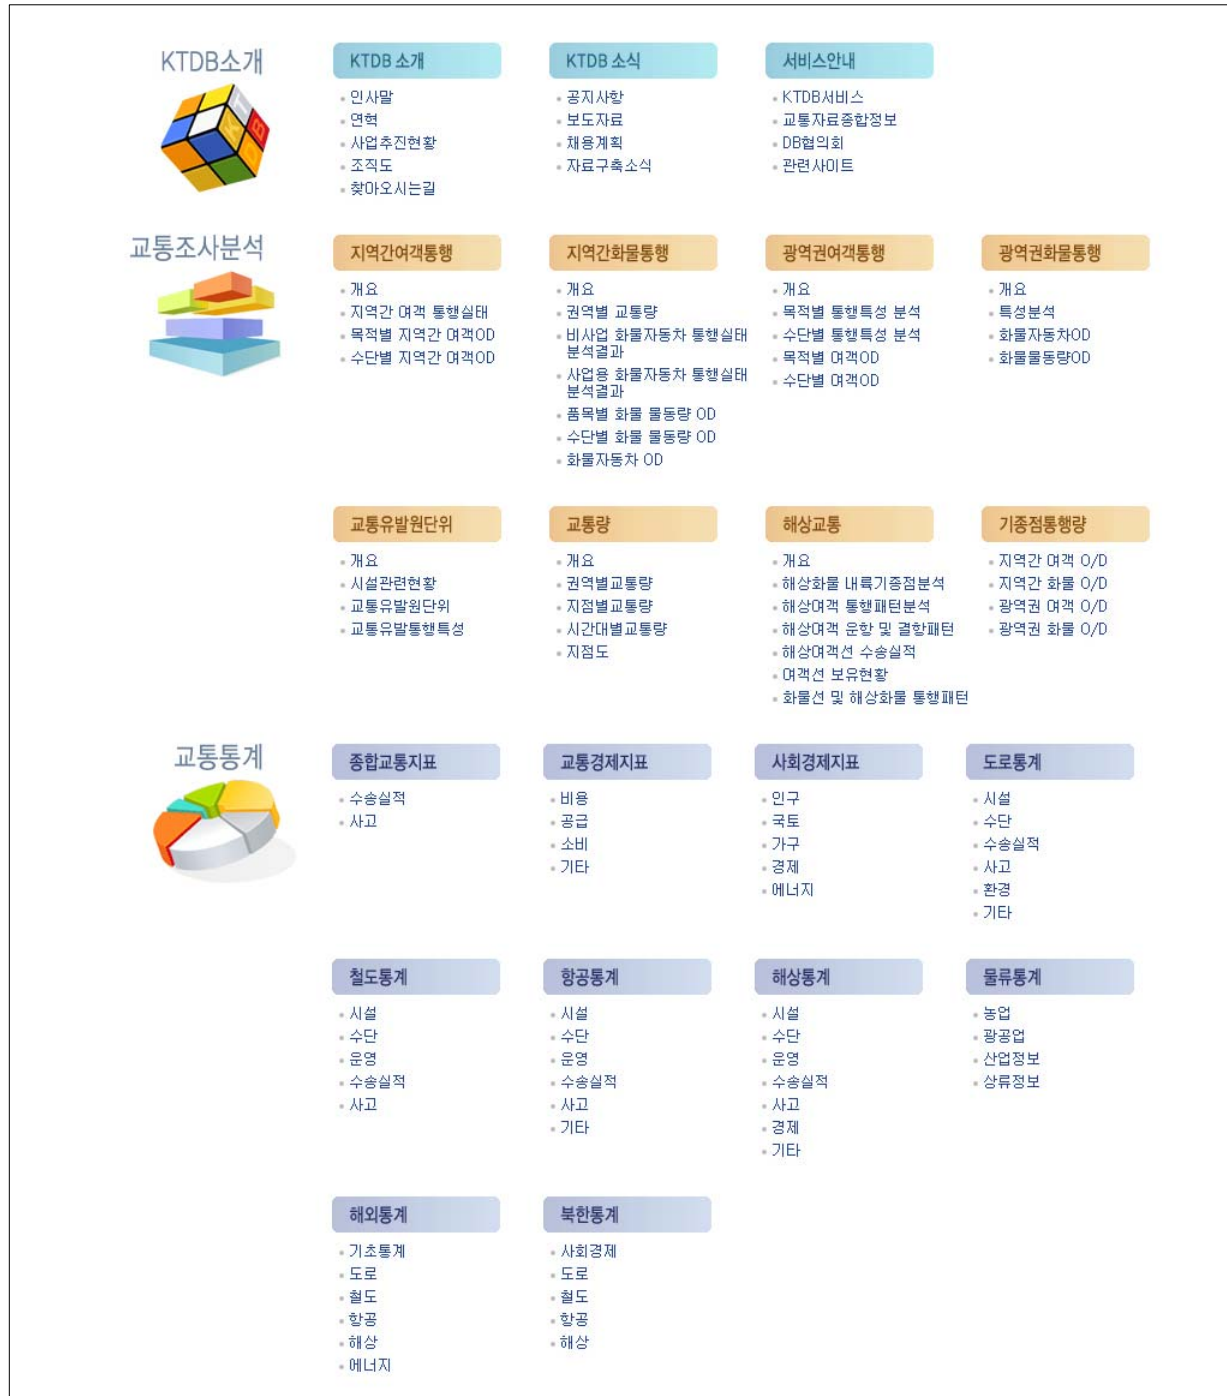 KTDB소개
KTDB 소개
인사말
연혁
사업추진현황
조직도
찾아오시는길
KTDB 소식
공지사항
보도자료
채용계획
자료구축소식
서비스안내
KTDB서비스
교통자료종합정보
DB협의회
관련사이트
교통조사분석
지역간여객통행
개요
지역간 여객 통행실태
목적별 지역간 여객OD
수단별 지역간 여객OD
지역간화물통행
개요
권역별 교통량
비사업 화물자동차 통행실태
분석결과
사업용 화물자동차 통행실태
분석결과
품목별 화물 물동량 OD
수단별 화물 물동량 OD
화물자동차 OD
광역권여객통행
개요
목적별 통행특성 분석
수단별 통행특성 분석
목적별 여객OD
수단별 여객OD
광역권화물통행
개요
특성분석
화물자동차OD
화물물동량OD
교통유발원단위
개요
시설관련현황
교통유발원단위
교통유발통행특성
교통량
개요
권역별교통량
지점별교통량
시간대별교통량
지점도
해상교통
개요
해상화물 내륙기종점분석
해상여객 통행패턴분석
해상여객 운항 및 결항패턴
해상여객선 수송실적
여객선 보유현황
화물선 및 해상화물 통행패턴
기종점통행량
지역간 여객 O/D
지역간 화물 O/D
광역권 여객 O/D
광역권 화물 O/D
교통통계
종합교통지표
수송실적
사고
교통경제지표
비용
공급
소비
기타
사회경제지표
인구
국토
가구
경제
에너지
도로통계
시설
수단
수송실적
사고
환경
기타
철도통계
시설
수단
운영
수송실적
사고
항공통계
시설
수단
운영
수송실적
사고
기타
해상통계
시설
수단
운영
수송실적
사고
경제
기타
물류통계
농업
광공업
산업정보
상류정보
해외통계
기초통계
도로
철도
항공
해상
에너지
북한통계
사회경제
도로
철도
항공
해상